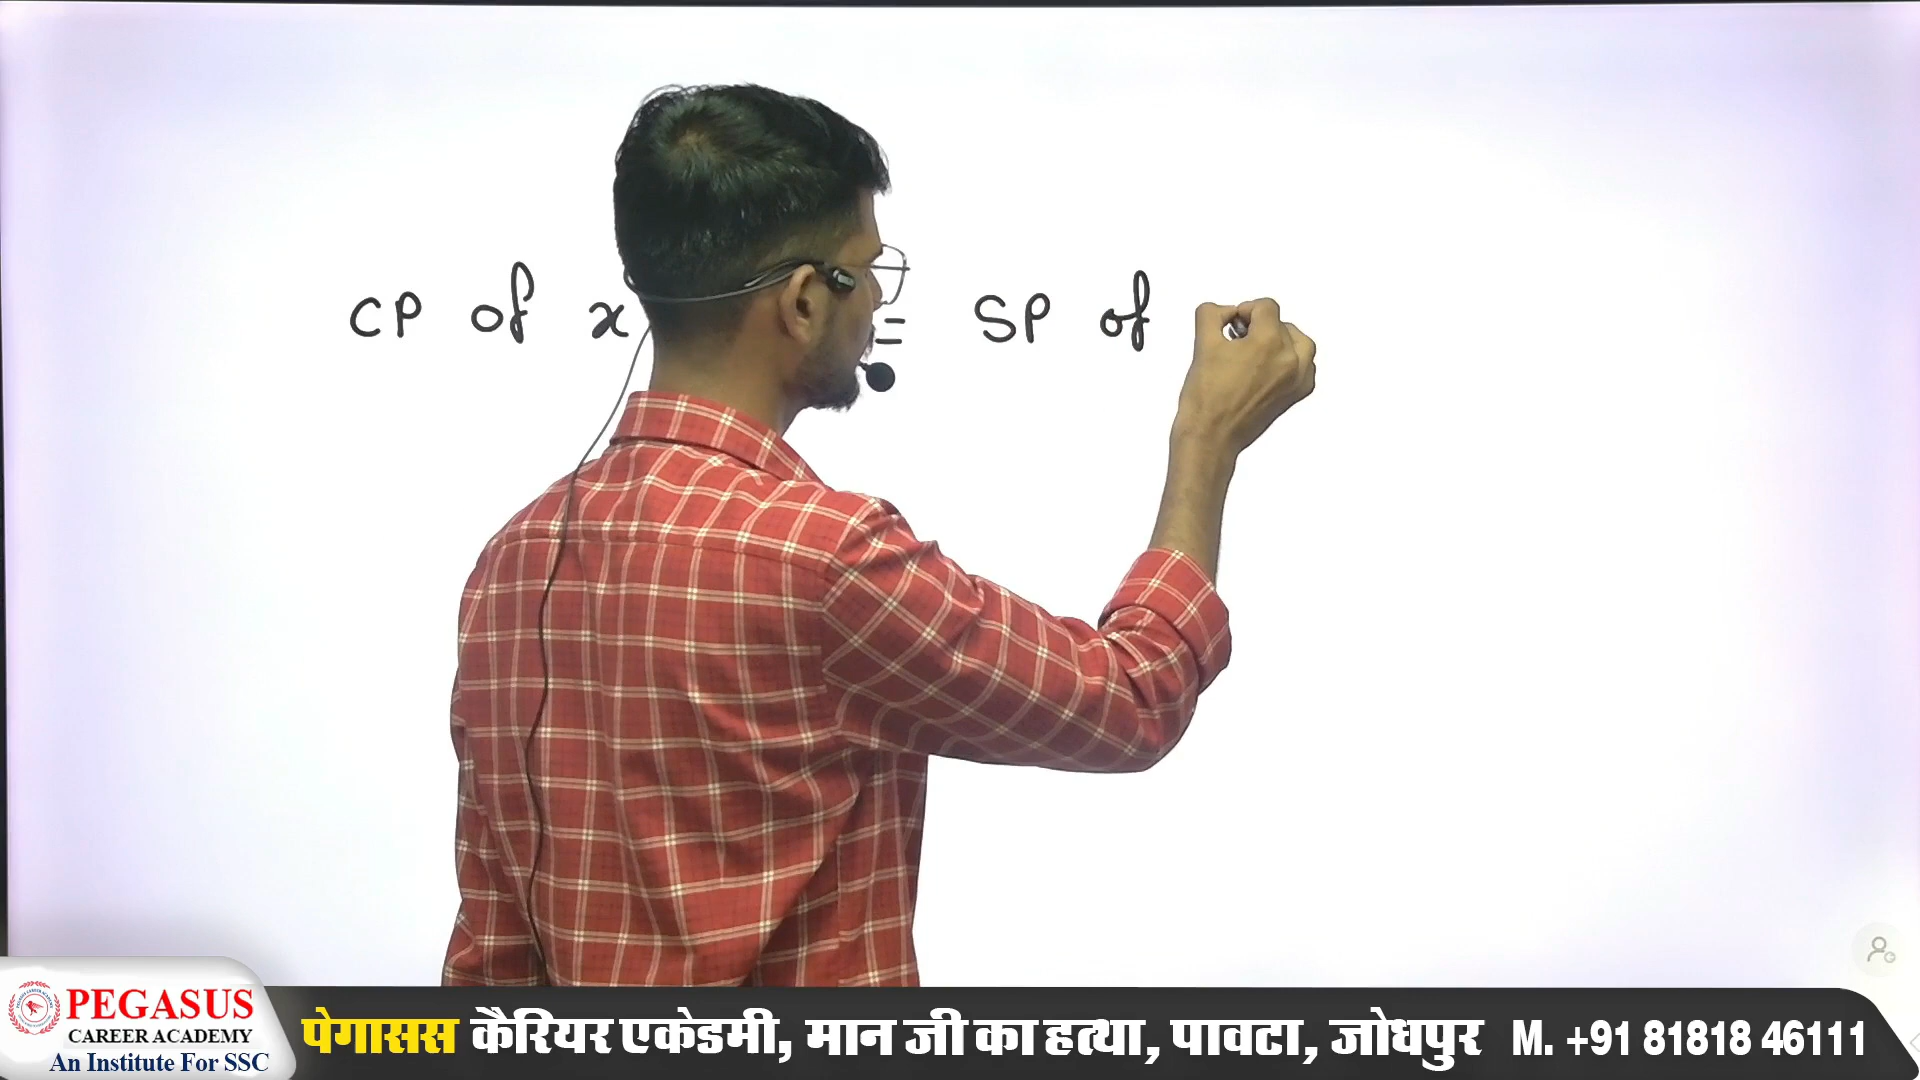 CP of x = SP of
PEGASUS
CAREER ACADEMY
An Institute For SSC
पेगासस कैरियर एकेडमी, मान जी का हत्था, पावटा, जोधपुर M. +91 81818 46111